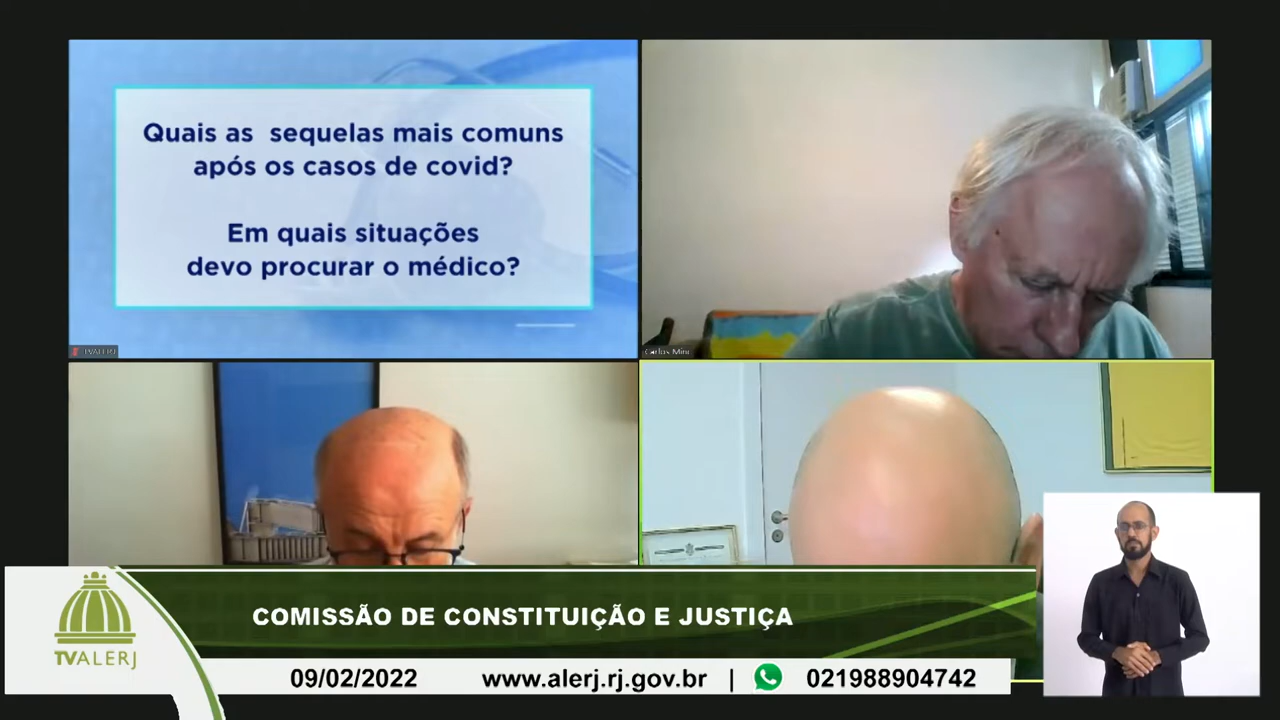 Quais as sequelas mais comuns
após os casos de covid?
Em quais situações
devo procurar o médico?
TVALERJ
Carlos Minc
COMISSÃO DE CONSTITUIÇÃO E JUSTIÇA
TVALERJ
09/02/2022 www.alerj.rj.gov.br | 021988904742